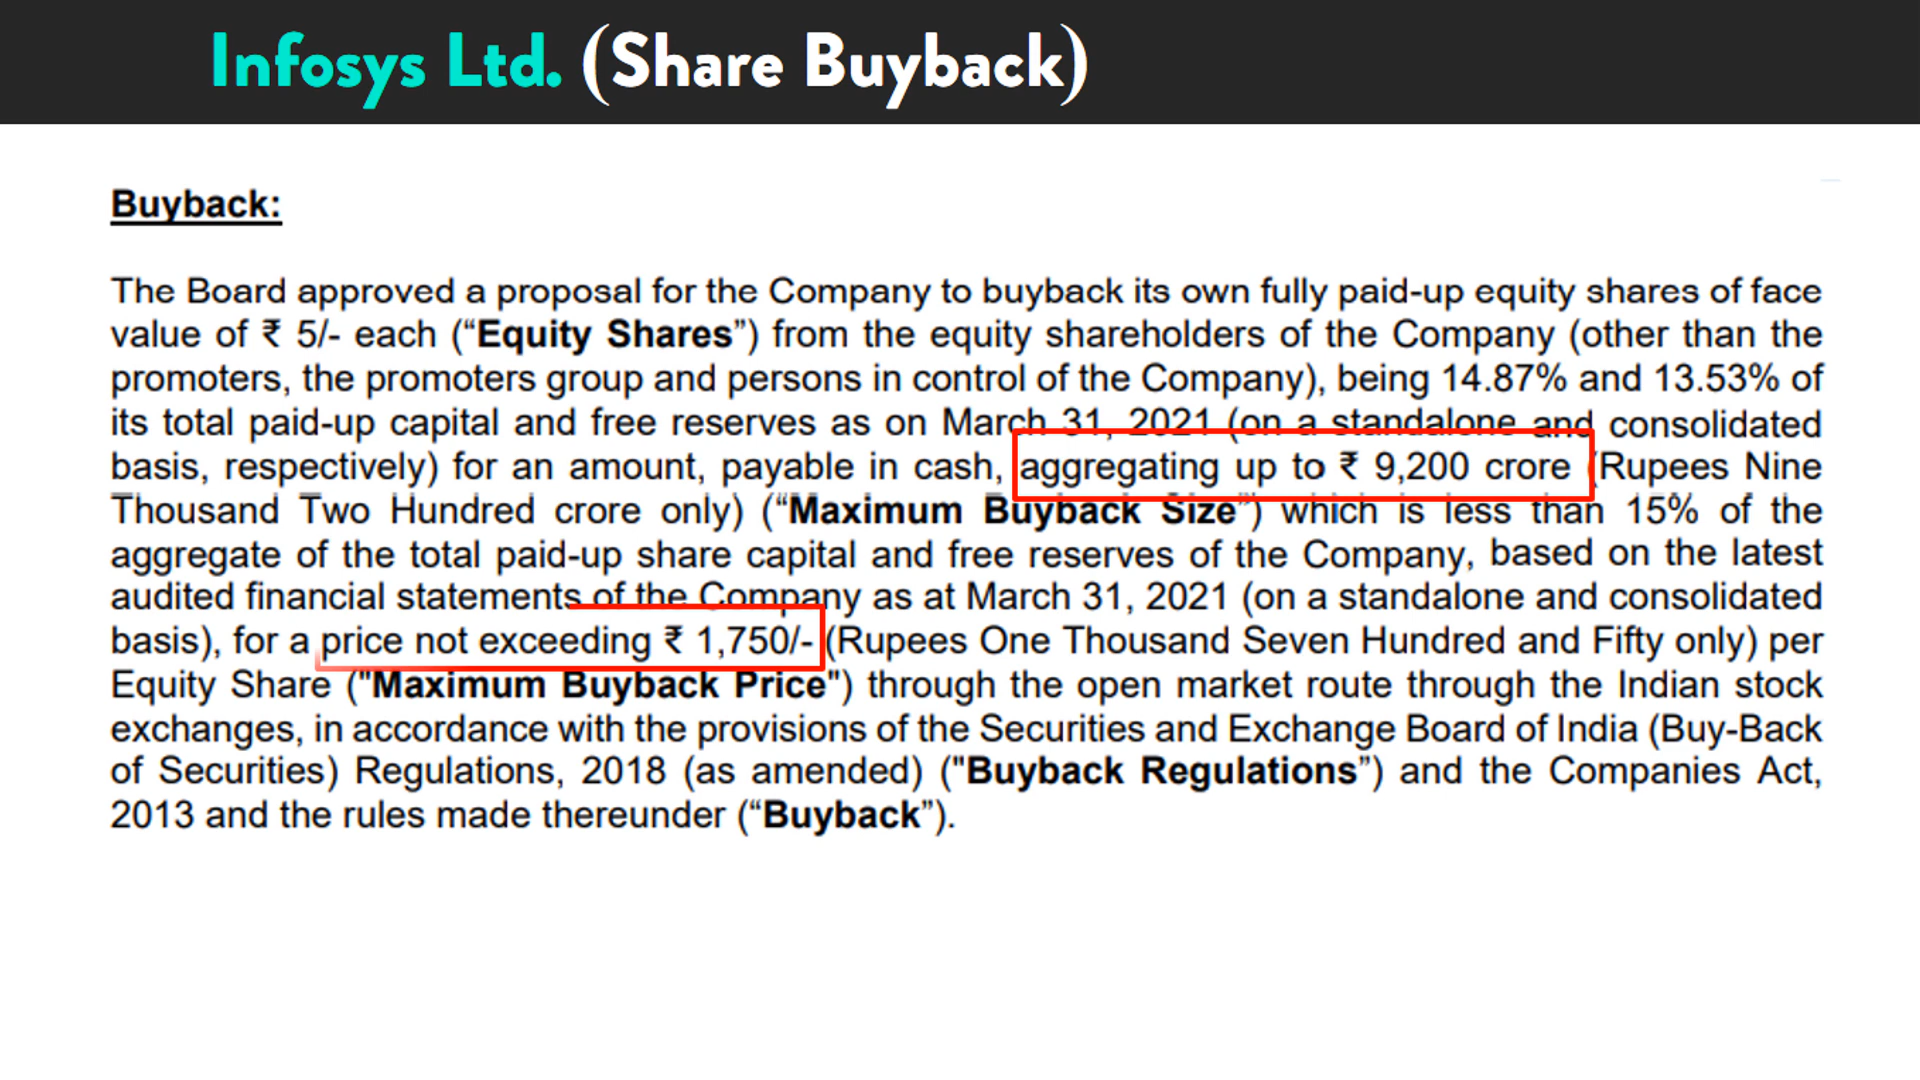 Infosys Ltd. (Share Buyback)
Buyback:
The Board approved a proposal for the Company to buyback its own fully paid-up equity shares of face
value of ₹ 5/- each (“Equity Shares”) from the equity shareholders of the Company (other than the
promoters, the promoters group and persons in control of the Company), being 14.87% and 13.53% of
its total paid-up capital and free reserves as on March 31, 2021 (on a standalone and consolidated
basis, respectively) for an amount, payable in cash, aggregating up to ₹ 9,200 crore (Rupees Nine
Thousand Two Hundred crore only) (“Maximum Buyback Size”) which is less than 15% of the
aggregate of the total paid-up share capital and free reserves of the Company, based on the latest
audited financial statements of the Company as at March 31, 2021 (on a standalone and consolidated
basis), for a price not exceeding ₹ 1,750/- (Rupees One Thousand Seven Hundred and Fifty only) per
Equity Share ("Maximum Buyback Price") through the open market route through the Indian stock
exchanges, in accordance with the provisions of the Securities and Exchange Board of India (Buy-Back
of Securities) Regulations, 2018 (as amended) ("Buyback Regulations”) and the Companies Act,
2013 and the rules made thereunder (“Buyback”).